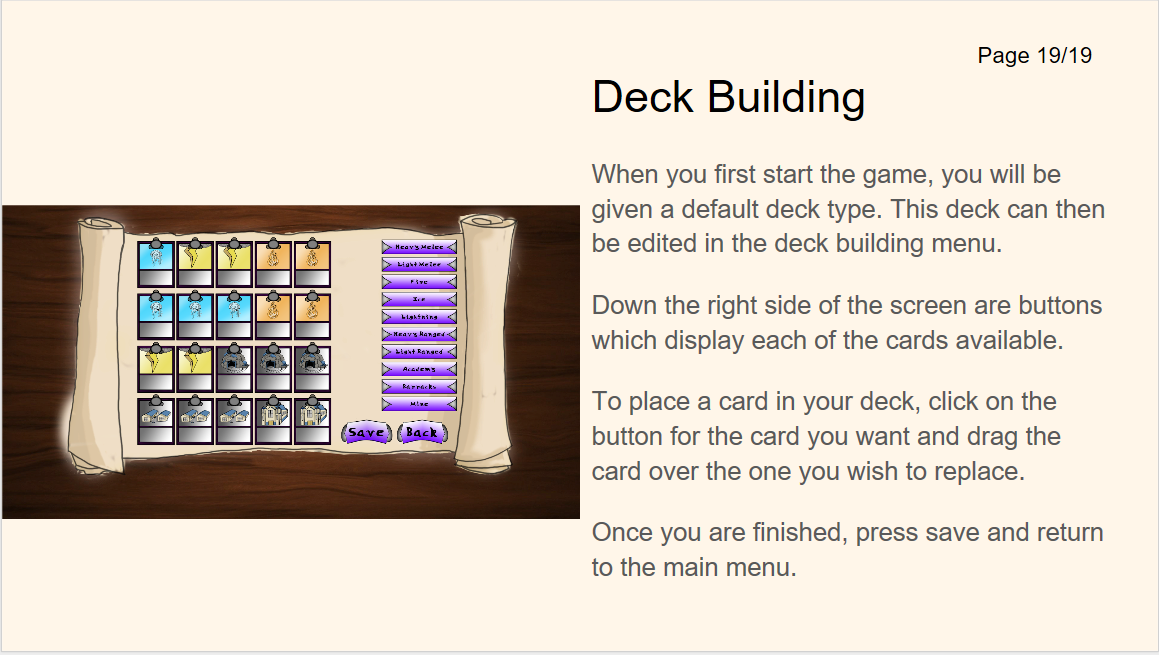 Page 19/19
Deck Building
When you first start the game, you will be
given a default deck type. This deck can then
be edited in the deck building menu.
Down the right side of the screen are buttons
which display each of the cards available.
To place a card in your deck, click on the
button for the card you want and drag the
card over the one you wish to replace.
Once you are finished, press save and return
to the main menu.
Heavy Melee
Light Melee
Fire
Ice
Lightning
Heavy Ranged
Light Ranged
Academy
Barracks
Mine
Save
Back